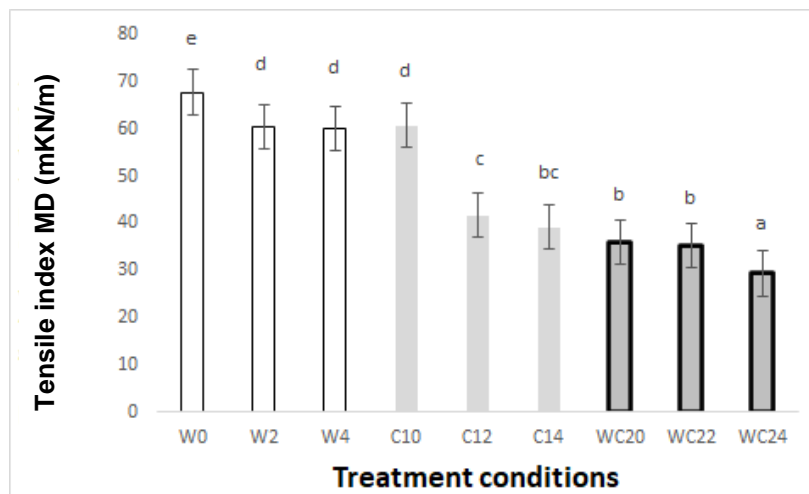 Tensile index MD (mKN/m)
80
70
60
50
40
30
20
10
0
e
d
d
d
c
bc
b
b
a
W0 W2 W4 C10 C12 C14 WC20 WC22 WC24
Treatment conditions